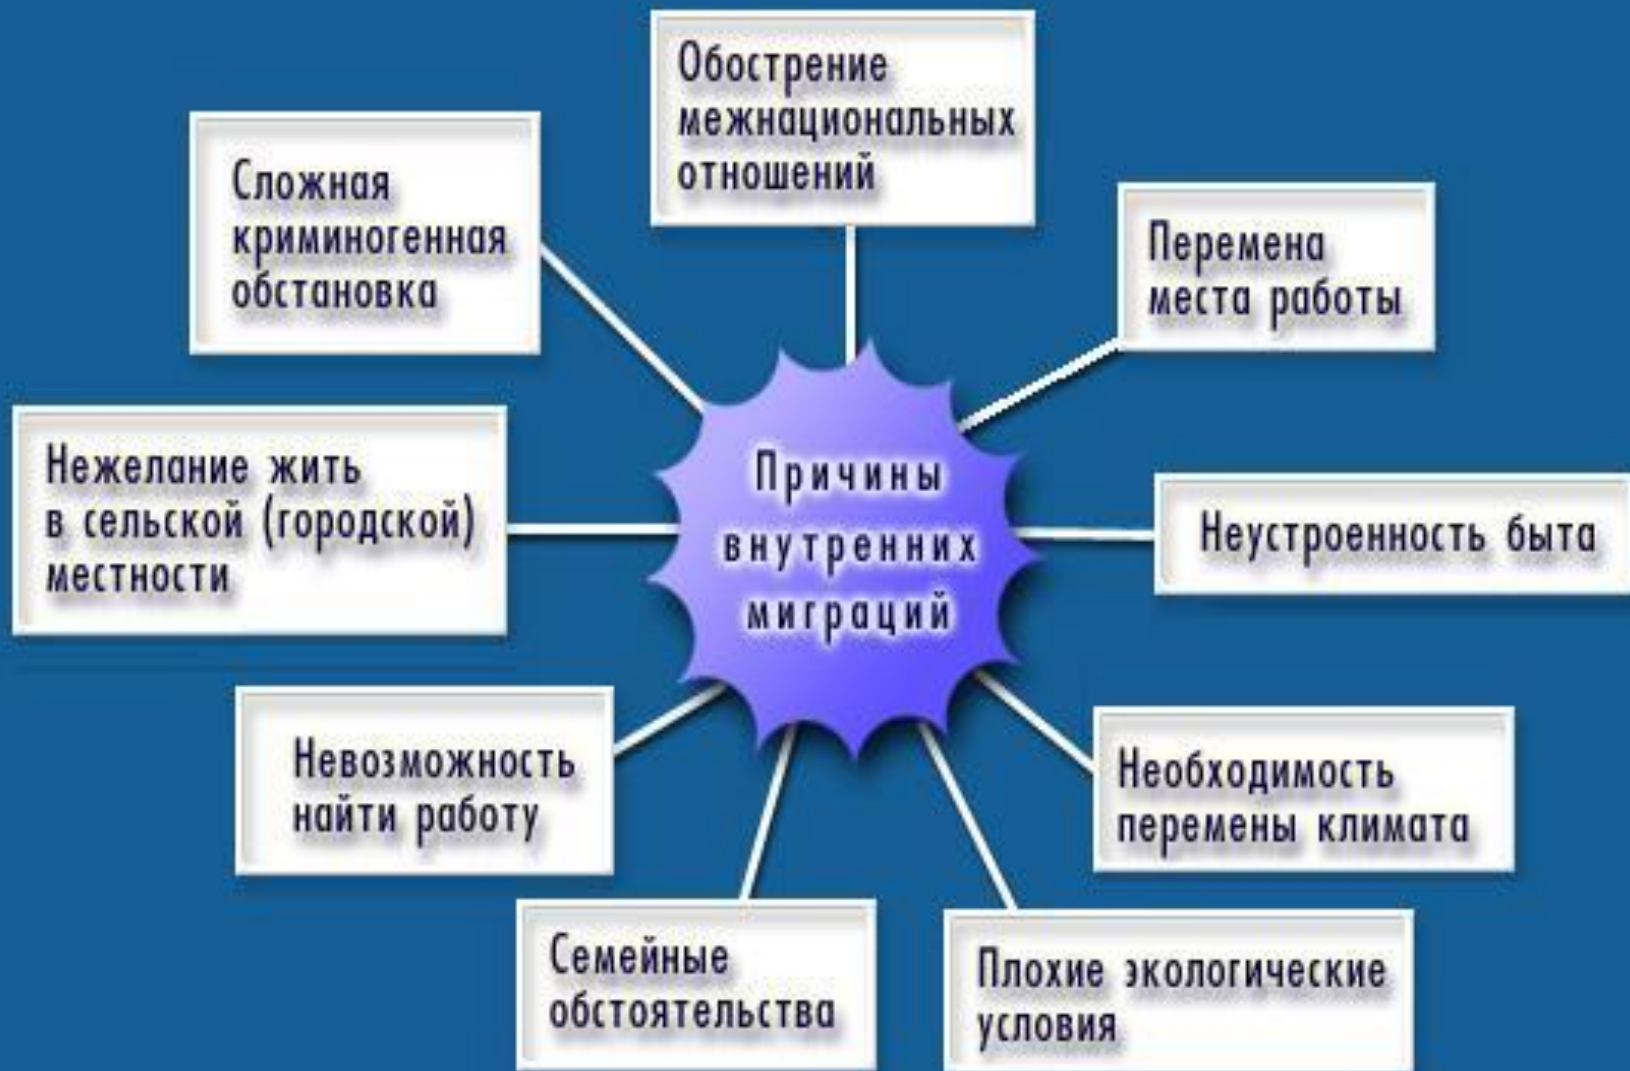 Обострение
межнациональных
отношений
Сложная
криминогенная
обстановка
Перемена
места работы
Нежелание жить
в сельской (городской)
местности
Причины
внутренних
миграций
Неустроенность быта
Невозможность
найти работу
Необходимость
перемены климата
Семейные
обстоятельства
Плохие экологические
условия